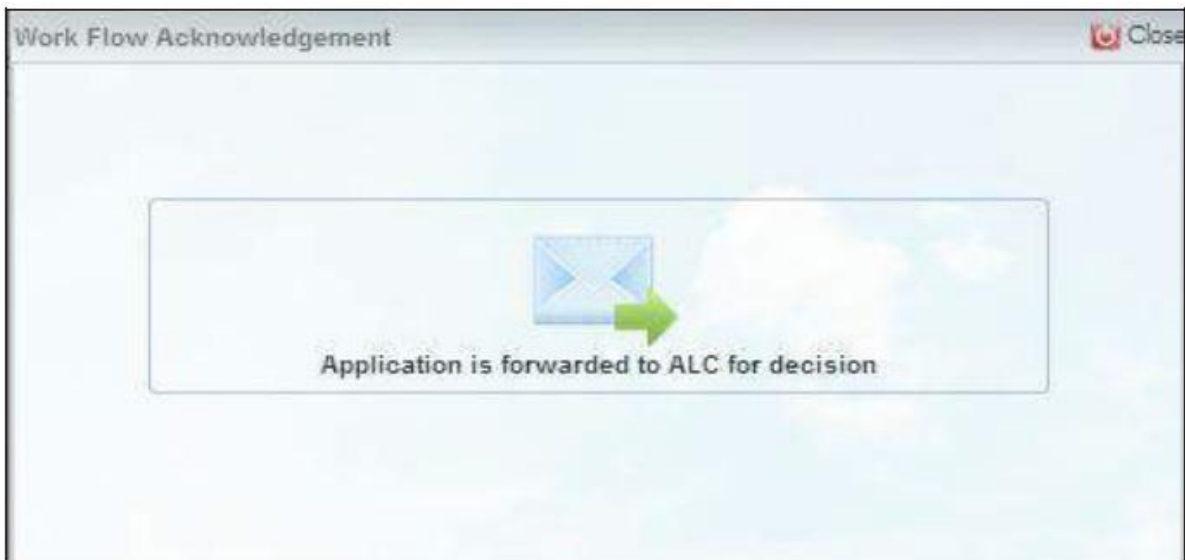 Work Flow Acknowledgement
Close
Application is forwarded to ALC for decision